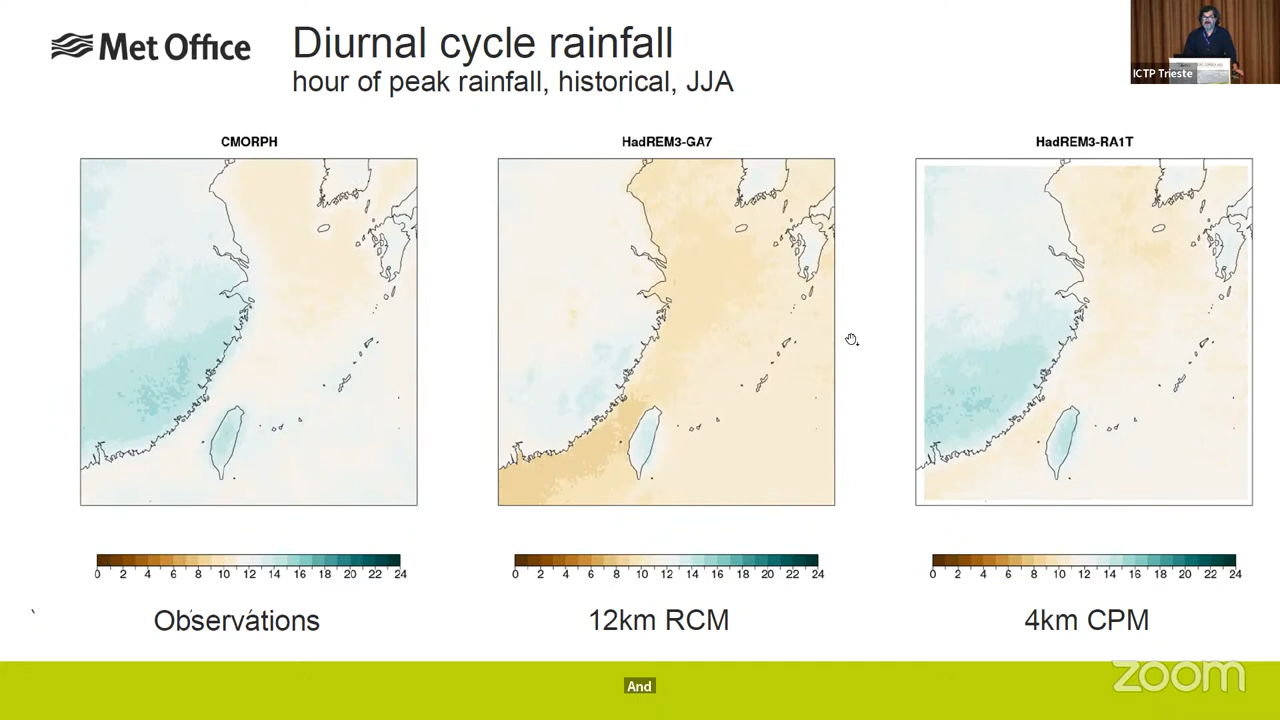 Met Office
Diurnal cycle rainfall
hour of peak rainfall, historical, JJA
ICTP Trieste
CMORPH
HadREM3-GA7
HadREM3-RA1T
0 2 4 6 8 10 12 14 16 18 20 22 24
0 2 4 6 8 10 12 14 16 18 20 22 24
0 2 4 6 8 10 12 14 16 18 20 22 24
Observations
12km RCM
4km CPM
And
zoom